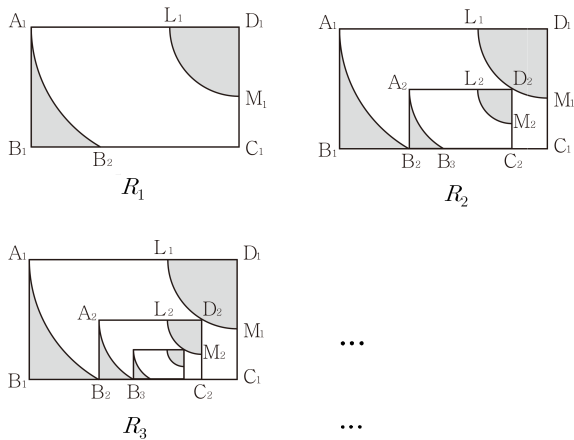 A₁ L₁ D₁
M₁
B₁ B₂ C₁
R₁
A₁ L₁ D₁
A₂ L₂ D₂
M₁
M₂
B₁ B₂ B₃ C₂ C₁
R₂
A₁ L₁ D₁
A₂ L₂ D₂
M₁
M₂
B₁ B₂ B₃ C₂ C₁
R₃
...
...